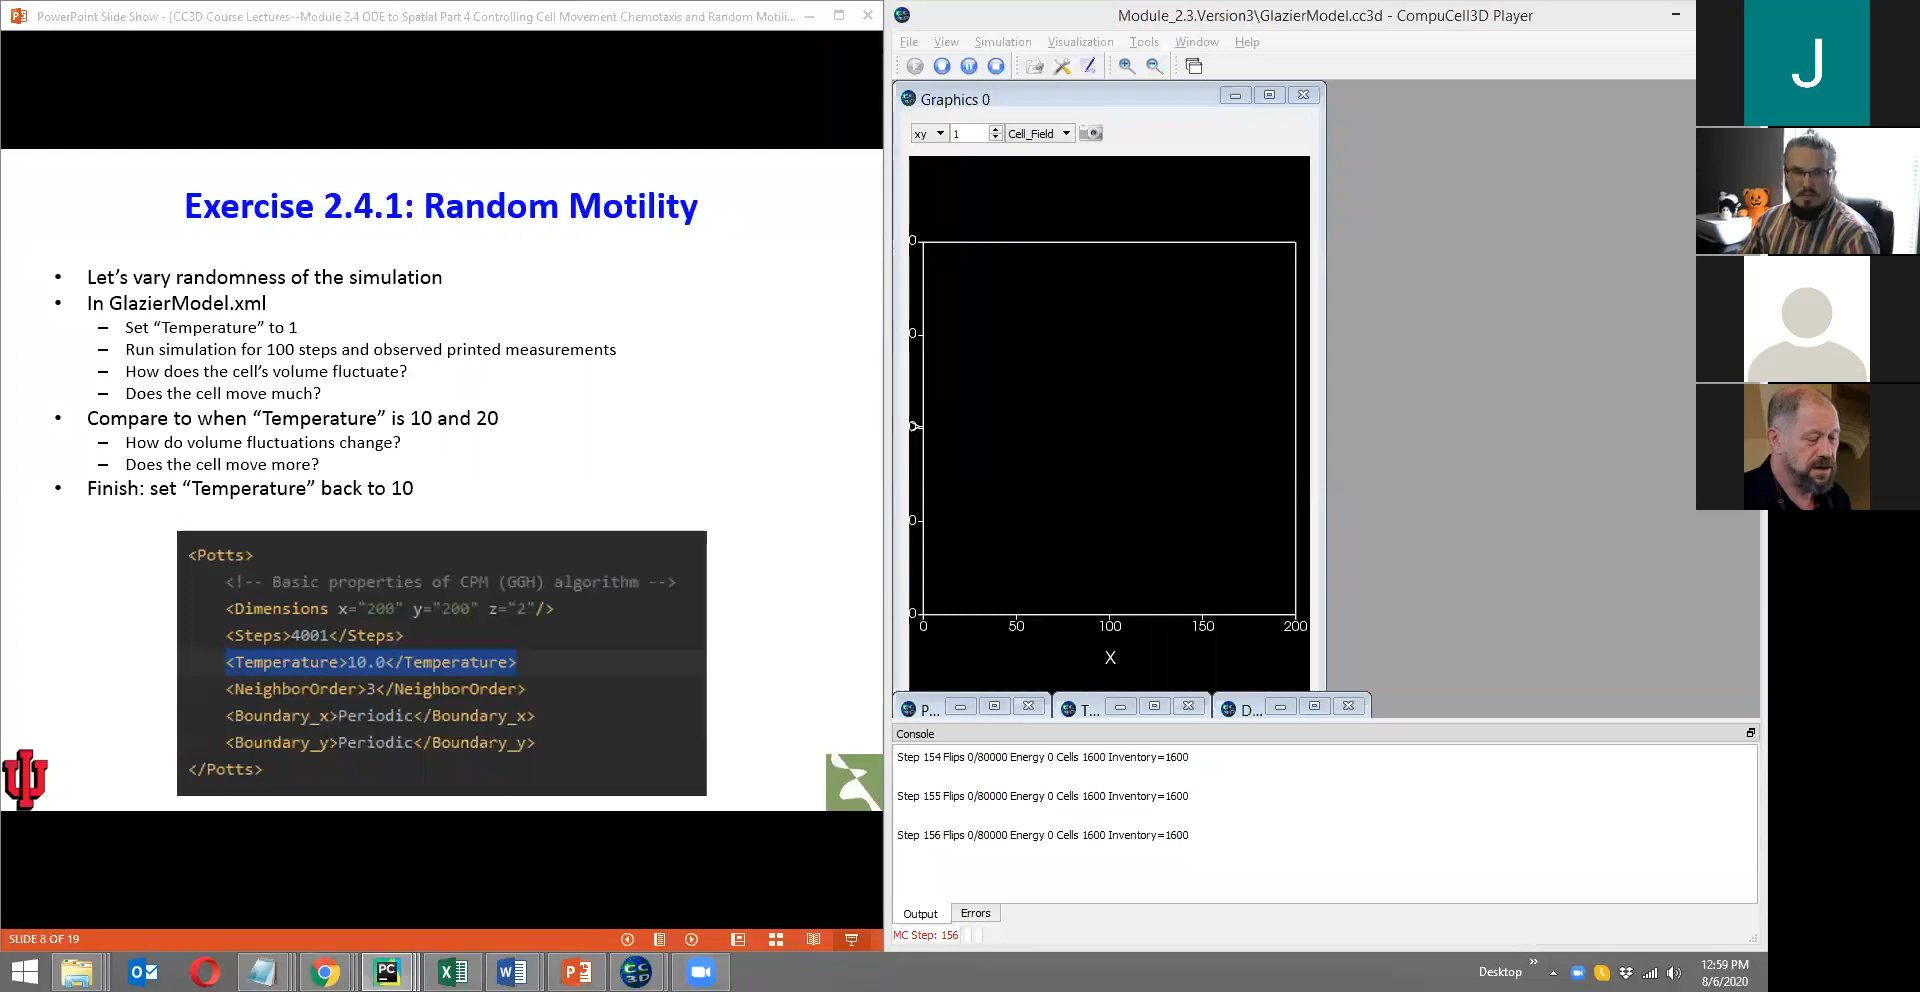 PowerPoint Slide Show - [CC3D Course Lectures--Module 2.4 ODE to Spatial Part 4 Controlling Cell Movement Chemotaxis and Random Motili...
Exercise 2.4.1: Random Motility
• Let's vary randomness of the simulation
• In GlazierModel.xml
– Set “Temperature” to 1
– Run simulation for 100 steps and observed printed measurements
– How does the cell's volume fluctuate?
– Does the cell move much?
• Compare to when “Temperature” is 10 and 20
– How do volume fluctuations change?
– Does the cell move more?
• Finish: set “Temperature” back to 10
<Potts>
<!-- Basic properties of CPM (GGH) algorithm -->
<Dimensions x="200" y="200" z="2"/>
<Steps>4001</Steps>
<Temperature>10.0</Temperature>
<NeighborOrder>3</NeighborOrder>
<Boundary_x>Periodic</Boundary_x>
<Boundary_y>Periodic</Boundary_y>
</Potts>
SLIDE 8 OF 19
Module_2.3.Version3\GlazierModel.cc3d - CompuCell3D Player
File View Simulation Visualization Tools Window Help
Graphics 0
xy 1 Cell_Field
0
0
0
0
0 50 100 150 200
X
P... T... D...
Console
Step 154 Flips 0/80000 Energy 0 Cells 1600 Inventory=1600
Step 155 Flips 0/80000 Energy 0 Cells 1600 Inventory=1600
Step 156 Flips 0/80000 Energy 0 Cells 1600 Inventory=1600
Output Errors
MC Step: 156
J
Desktop
12:59 PM
8/6/2020